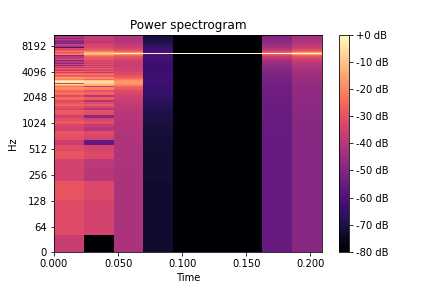 Power spectrogram
Hz
8192
4096
2048
1024
512
256
128
64
0
0.000 0.050 0.100 0.150 0.200
Time
+0 dB
-10 dB
-20 dB
-30 dB
-40 dB
-50 dB
-60 dB
-70 dB
-80 dB